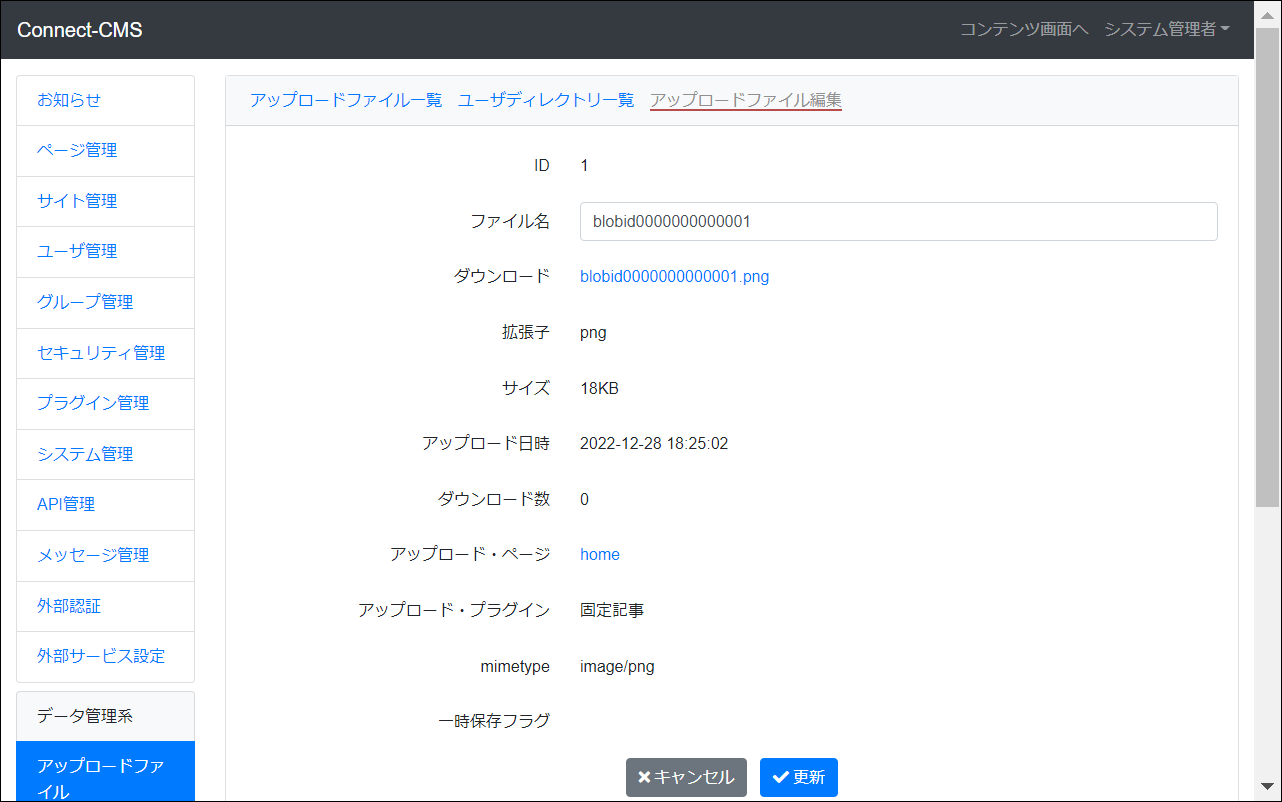 Connect-CMS コンテンツ画面へ システム管理者
お知らせ
ページ管理
サイト管理
ユーザ管理
グループ管理
セキュリティ管理
プラグイン管理
システム管理
API管理
メッセージ管理
外部認証
外部サービス設定
データ管理系
アップロードファ
イル
アップロードファイル一覧 ユーザディレクトリ一覧 アップロードファイル編集
ID 1
ファイル名 blobid0000000000001
ダウンロード blobid0000000000001.png
拡張子 png
サイズ 18KB
アップロード日時 2022-12-28 18:25:02
ダウンロード数 0
アップロード・ページ home
アップロード・プラグイン 固定記事
mimetype image/png
一時保存フラグ
キャンセル 更新